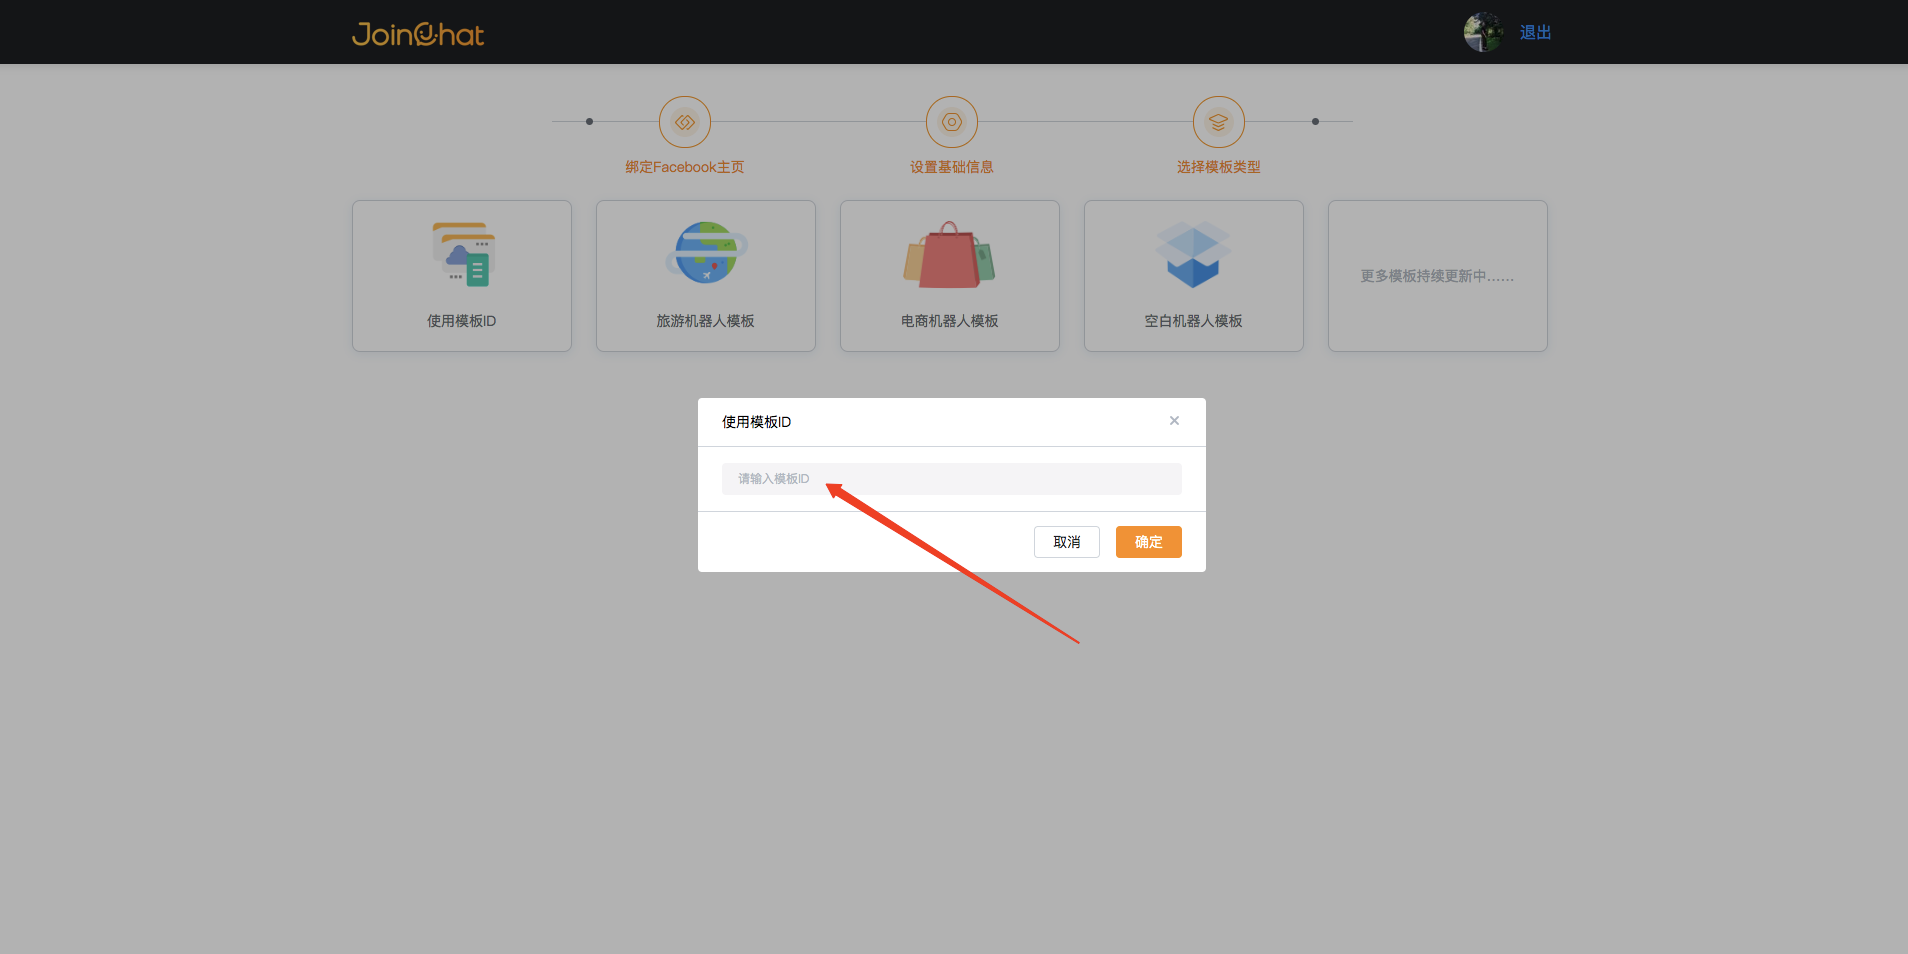 JoinChat
退出
绑定Facebook主页
设置基础信息
选择模板类型
使用模板ID
旅游机器人模板
电商机器人模板
空白机器人模板
更多模板持续更新中......
使用模板ID
请输入模板ID
取消
确定